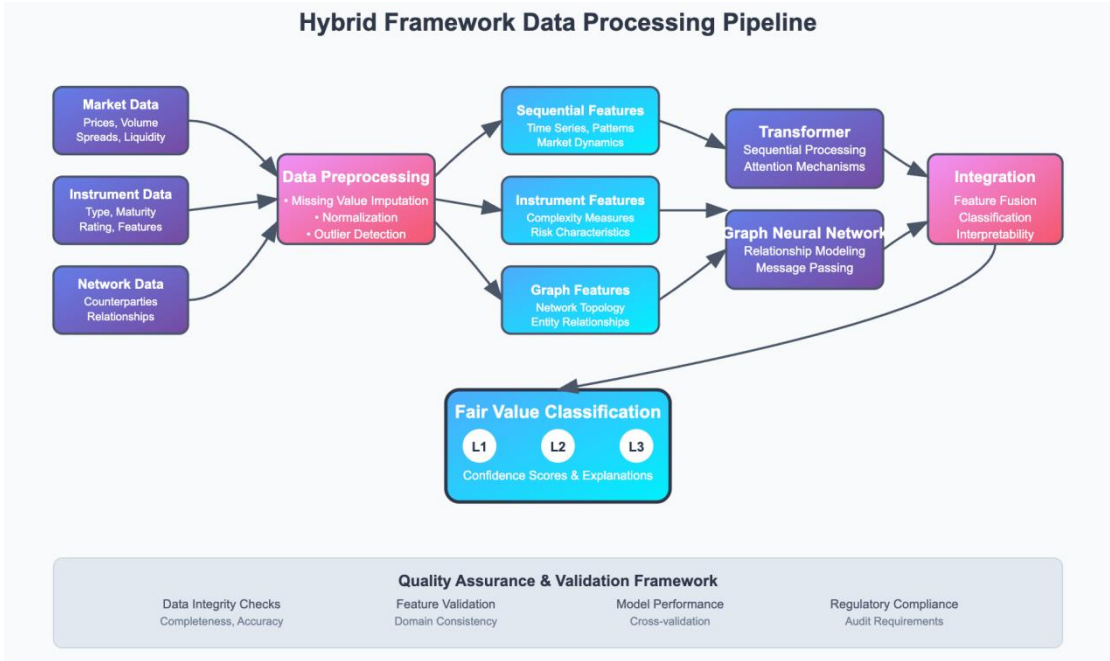 Hybrid Framework Data Processing Pipeline
Market Data
Prices, Volume
Spreads, Liquidity
Instrument Data
Type, Maturity
Rating, Features
Network Data
Counterparties
Relationships
Data Preprocessing
• Missing Value Imputation
• Normalization
• Outlier Detection
Sequential Features
Time Series, Patterns
Market Dynamics
Instrument Features
Complexity Measures
Risk Characteristics
Graph Features
Network Topology
Entity Relationships
Transformer
Sequential Processing
Attention Mechanisms
Graph Neural Network
Relationship Modeling
Message Passing
Integration
Feature Fusion
Classification
Interpretability
Fair Value Classification
L1 L2 L3
Confidence Scores & Explanations
Quality Assurance & Validation Framework
Data Integrity Checks Feature Validation Model Performance Regulatory Compliance
Completeness, Accuracy Domain Consistency Cross-validation Audit Requirements